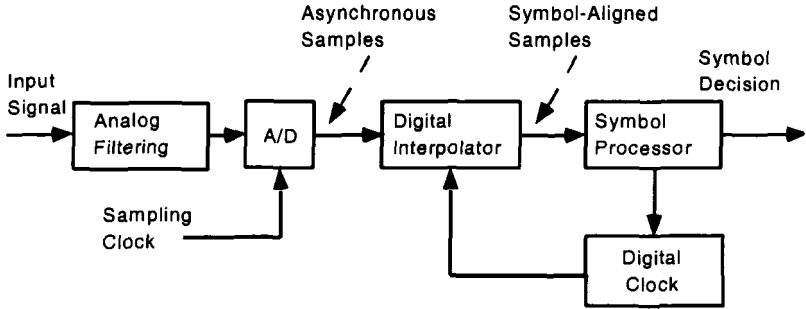 Asynchronous
Samples
Symbol-Aligned
Samples
Symbol
Decision
Input
Signal
Analog
Filtering
A/D
Digital
Interpolator
Symbol
Processor
Sampling
Clock
Digital
Clock